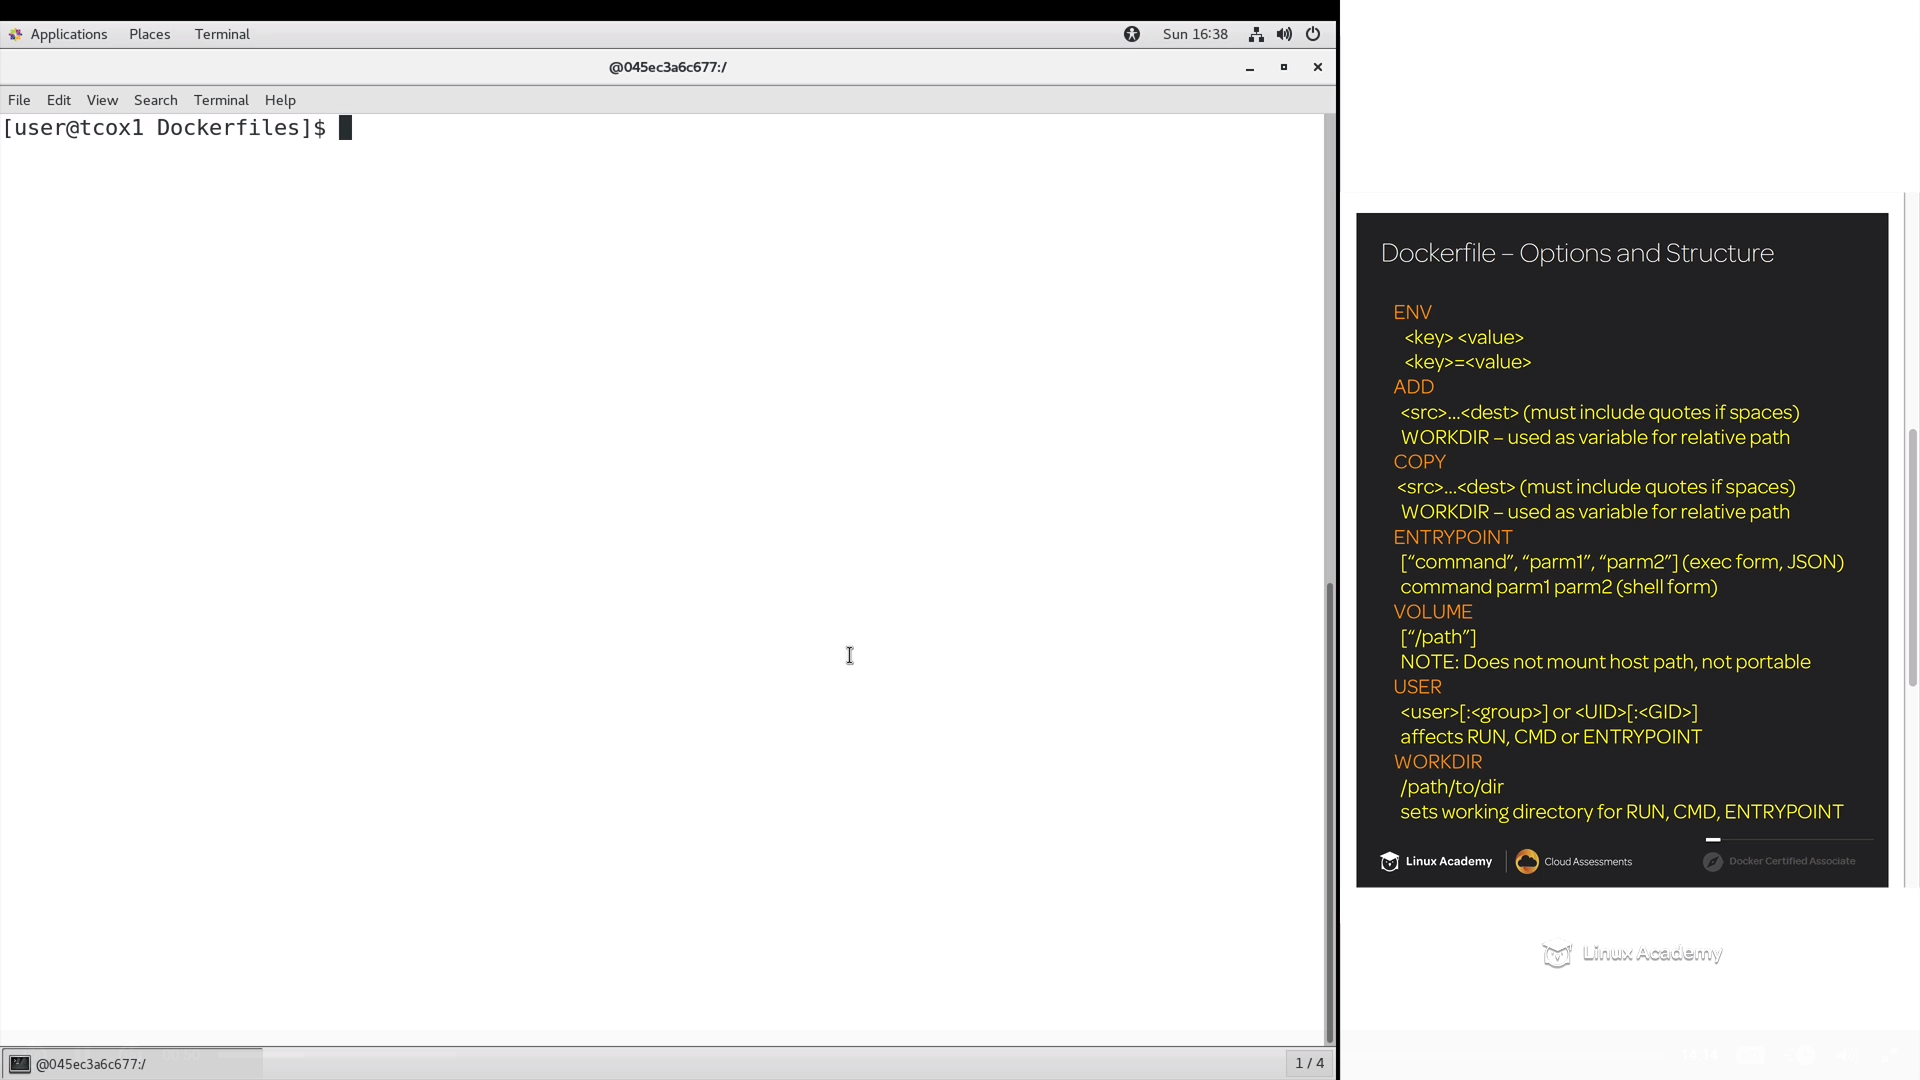 Applications Places Terminal Sun 16:38
@045ec3a6c677:/
File Edit View Search Terminal Help
[user@tcox1 Dockerfiles]$
@045ec3a6c677:/
1 / 4
Dockerfile – Options and Structure
ENV
<key> <value>
<key>=<value>
ADD
<src>...<dest> (must include quotes if spaces)
WORKDIR – used as variable for relative path
COPY
<src>...<dest> (must include quotes if spaces)
WORKDIR – used as variable for relative path
ENTRYPOINT
[“command”, “parm1”, “parm2”] (exec form, JSON)
command parm1 parm2 (shell form)
VOLUME
[“/path”]
NOTE: Does not mount host path, not portable
USER
<user>[:<group>] or <UID>[:<GID>]
affects RUN, CMD or ENTRYPOINT
WORKDIR
/path/to/dir
sets working directory for RUN, CMD, ENTRYPOINT
Linux Academy Cloud Assessments Docker Certified Associate
Linux Academy